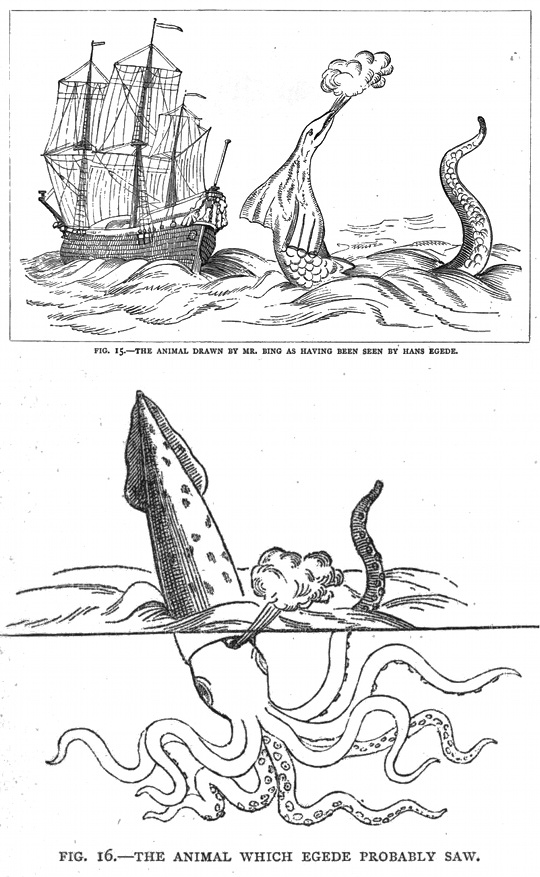 FIG. 15.—THE ANIMAL DRAWN BY MR. BING AS HAVING BEEN SEEN BY HANS EGEDE.
FIG. 16.—THE ANIMAL WHICH EGEDE PROBABLY SAW.